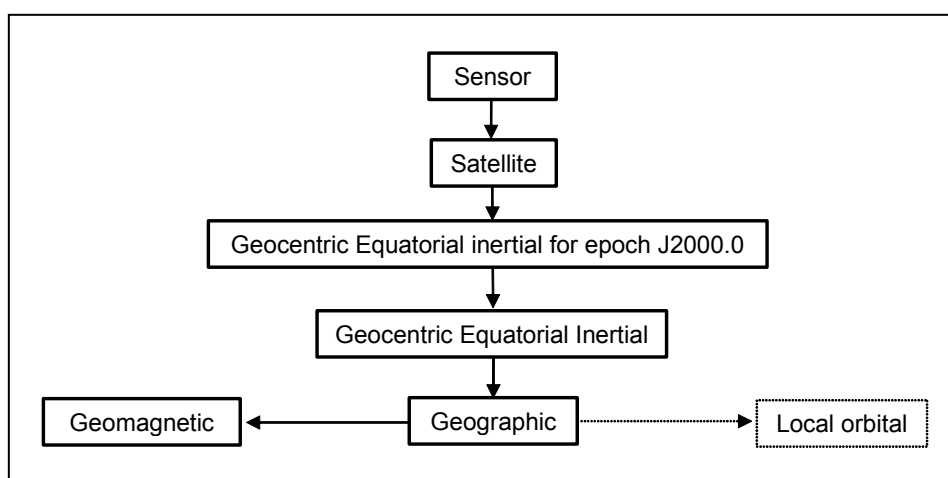 Sensor
Satellite
Geocentric Equatorial inertial for epoch J2000.0
Geocentric Equatorial Inertial
Geomagnetic
Geographic
Local orbital